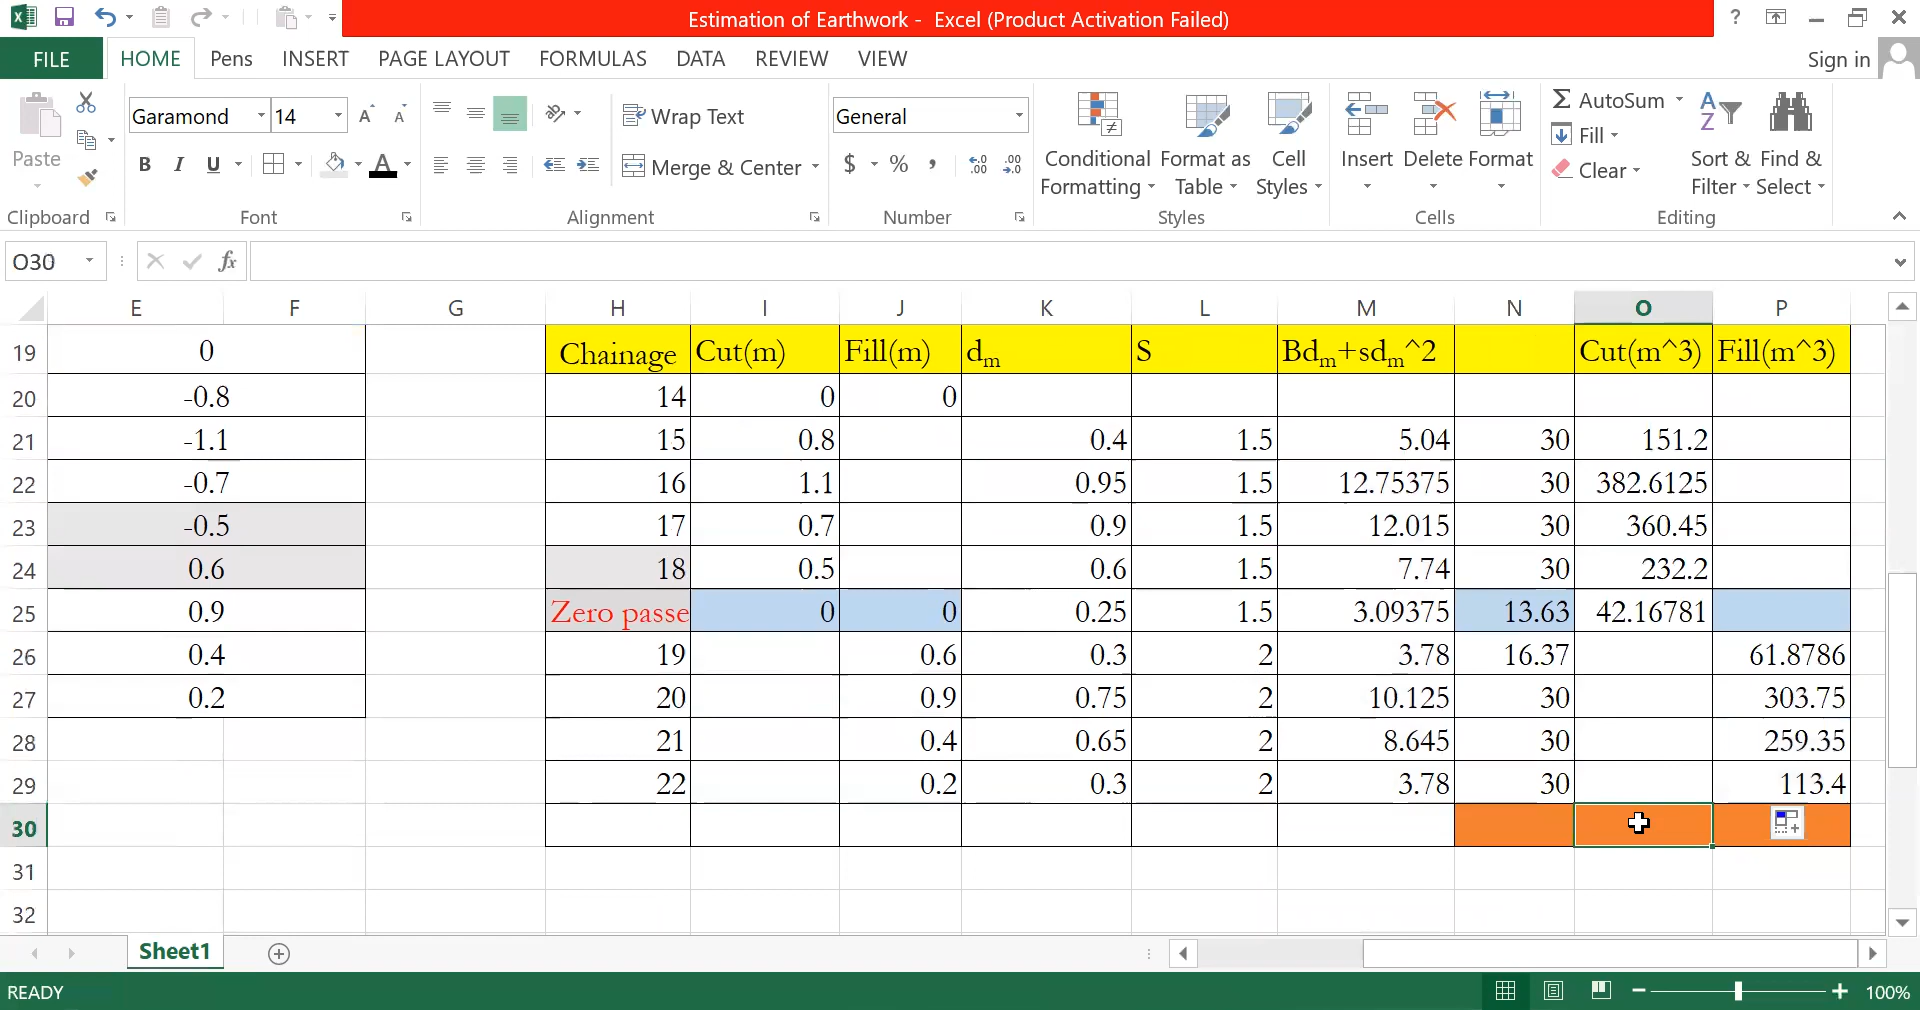 Estimation of Earthwork - Excel (Product Activation Failed)
?
FILE HOME Pens INSERT PAGE LAYOUT FORMULAS DATA REVIEW VIEW Sign in
Paste
Clipboard
Garamond 14
B I U A
Font
Wrap Text
Merge & Center
Alignment
General
$ % ,
Number
Conditional Formatting
Format as Table
Cell Styles
Styles
Insert Delete Format
Cells
AutoSum
Fill
Clear
Sort & Filter
Find & Select
Editing
O30 fx
E F G H I J K L M N O P
19 0 Chainage Cut(m) Fill(m) dm S Bdm+sdm^2 Cut(m^3) Fill(m^3)
20 -0.8 14 0 0
21 -1.1 15 0.8 0.4 1.5 5.04 30 151.2
22 -0.7 16 1.1 0.95 1.5 12.75375 30 382.6125
23 -0.5 17 0.7 0.9 1.5 12.015 30 360.45
24 0.6 18 0.5 0.6 1.5 7.74 30 232.2
25 0.9 Zero passe 0 0 0.25 1.5 3.09375 13.63 42.16781
26 0.4 19 0.6 0.3 2 3.78 16.37 61.8786
27 0.2 20 0.9 0.75 2 10.125 30 303.75
28 21 0.4 0.65 2 8.645 30 259.35
29 22 0.2 0.3 2 3.78 30 113.4
30
31
32
Sheet1
READY 100%